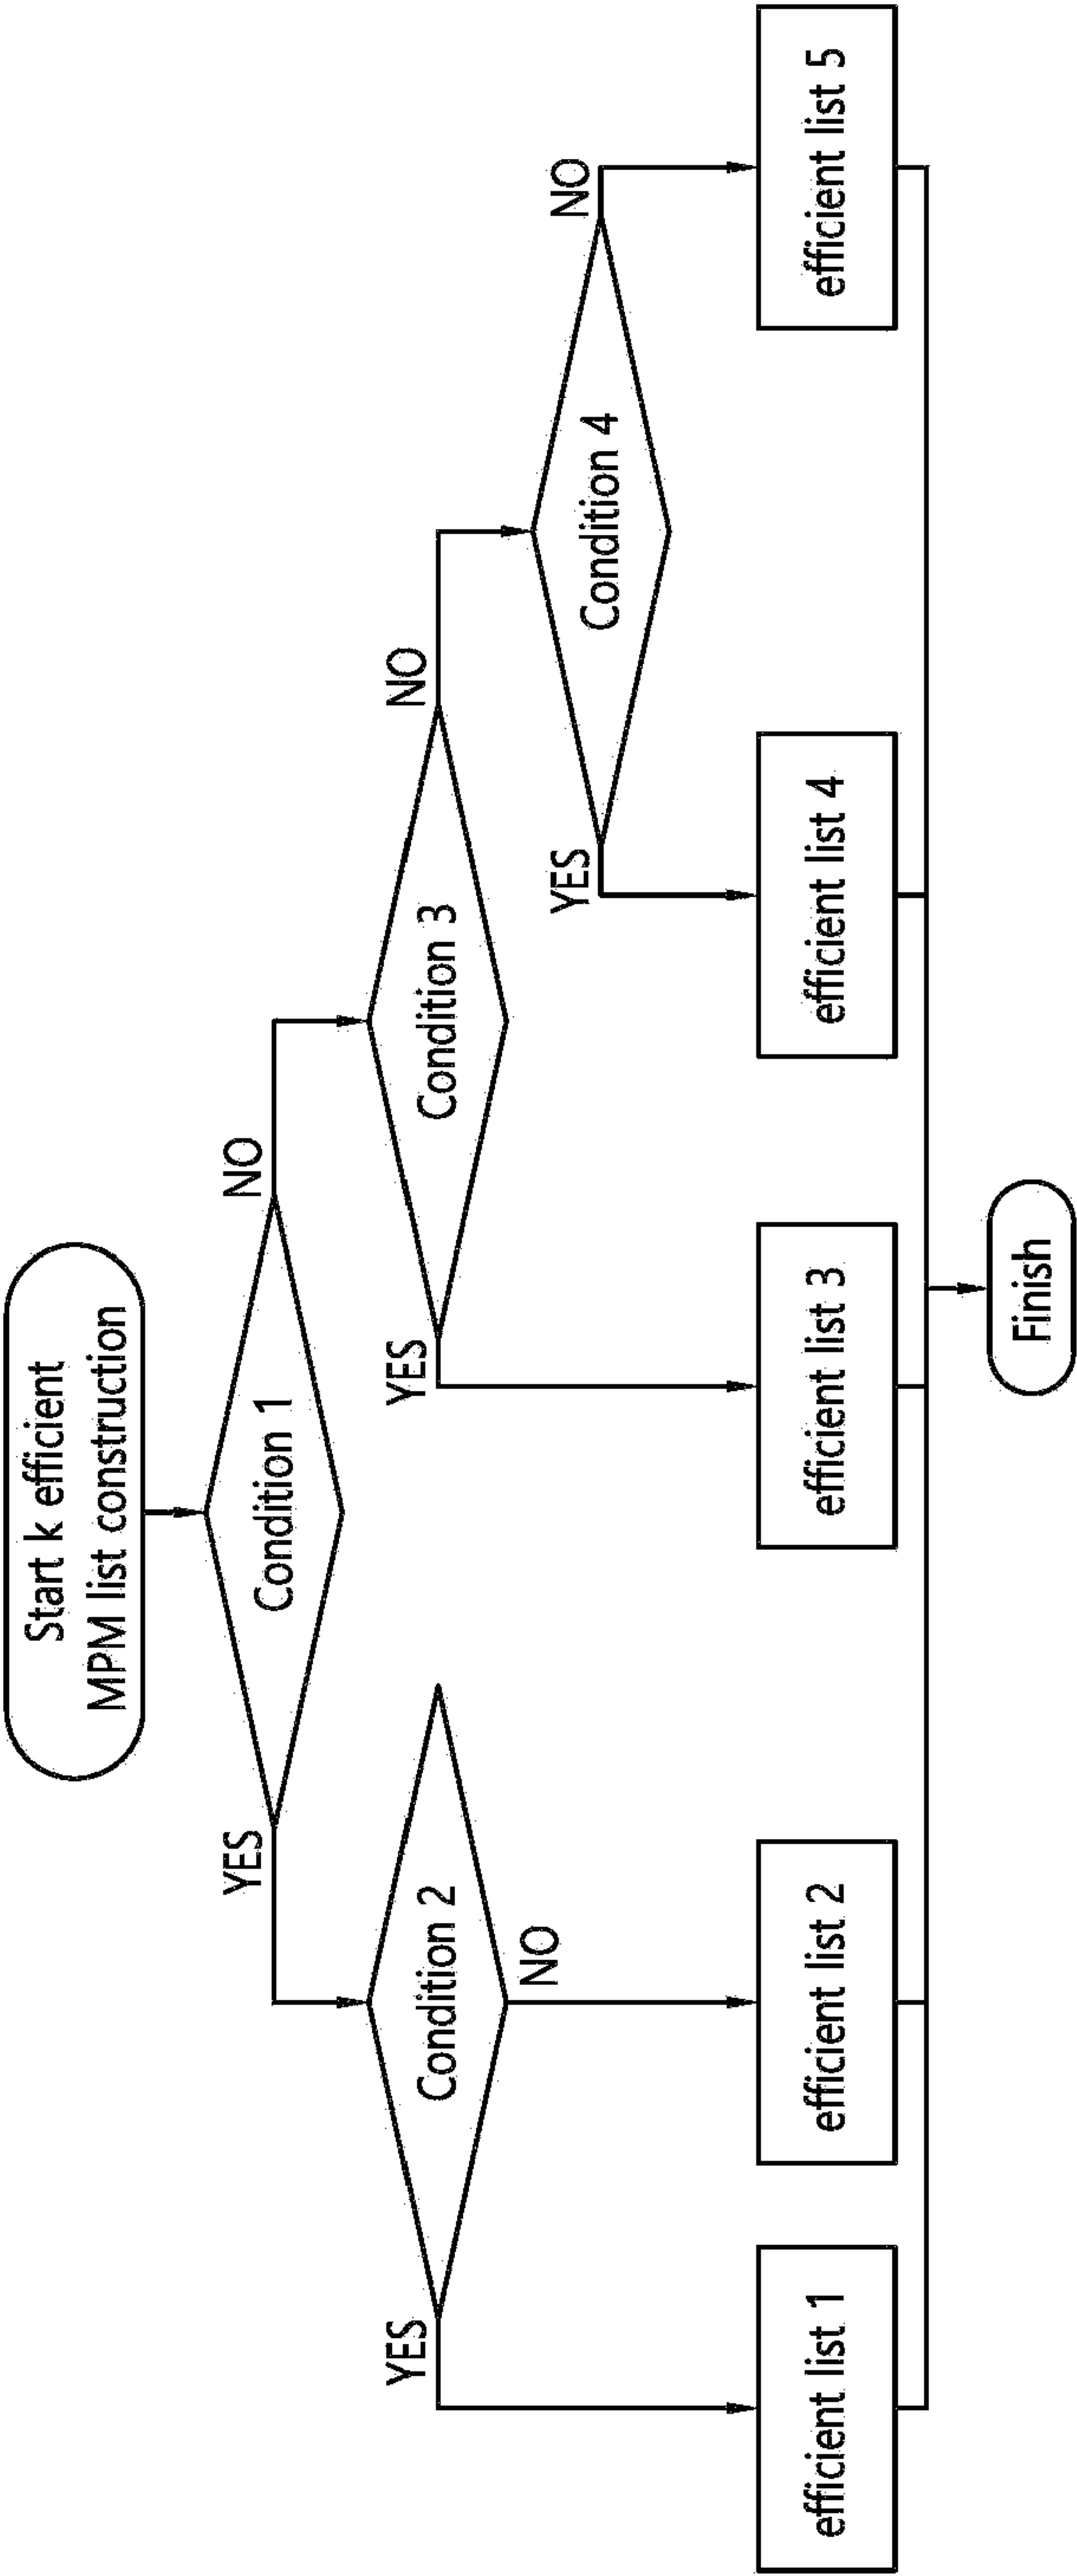 Start k efficient
MPM list construction
Condition 1
YES
NO
Condition 2
YES
NO
Condition 3
YES
NO
Condition 4
YES
NO
efficient list 1
efficient list 2
efficient list 3
efficient list 4
efficient list 5
Finish